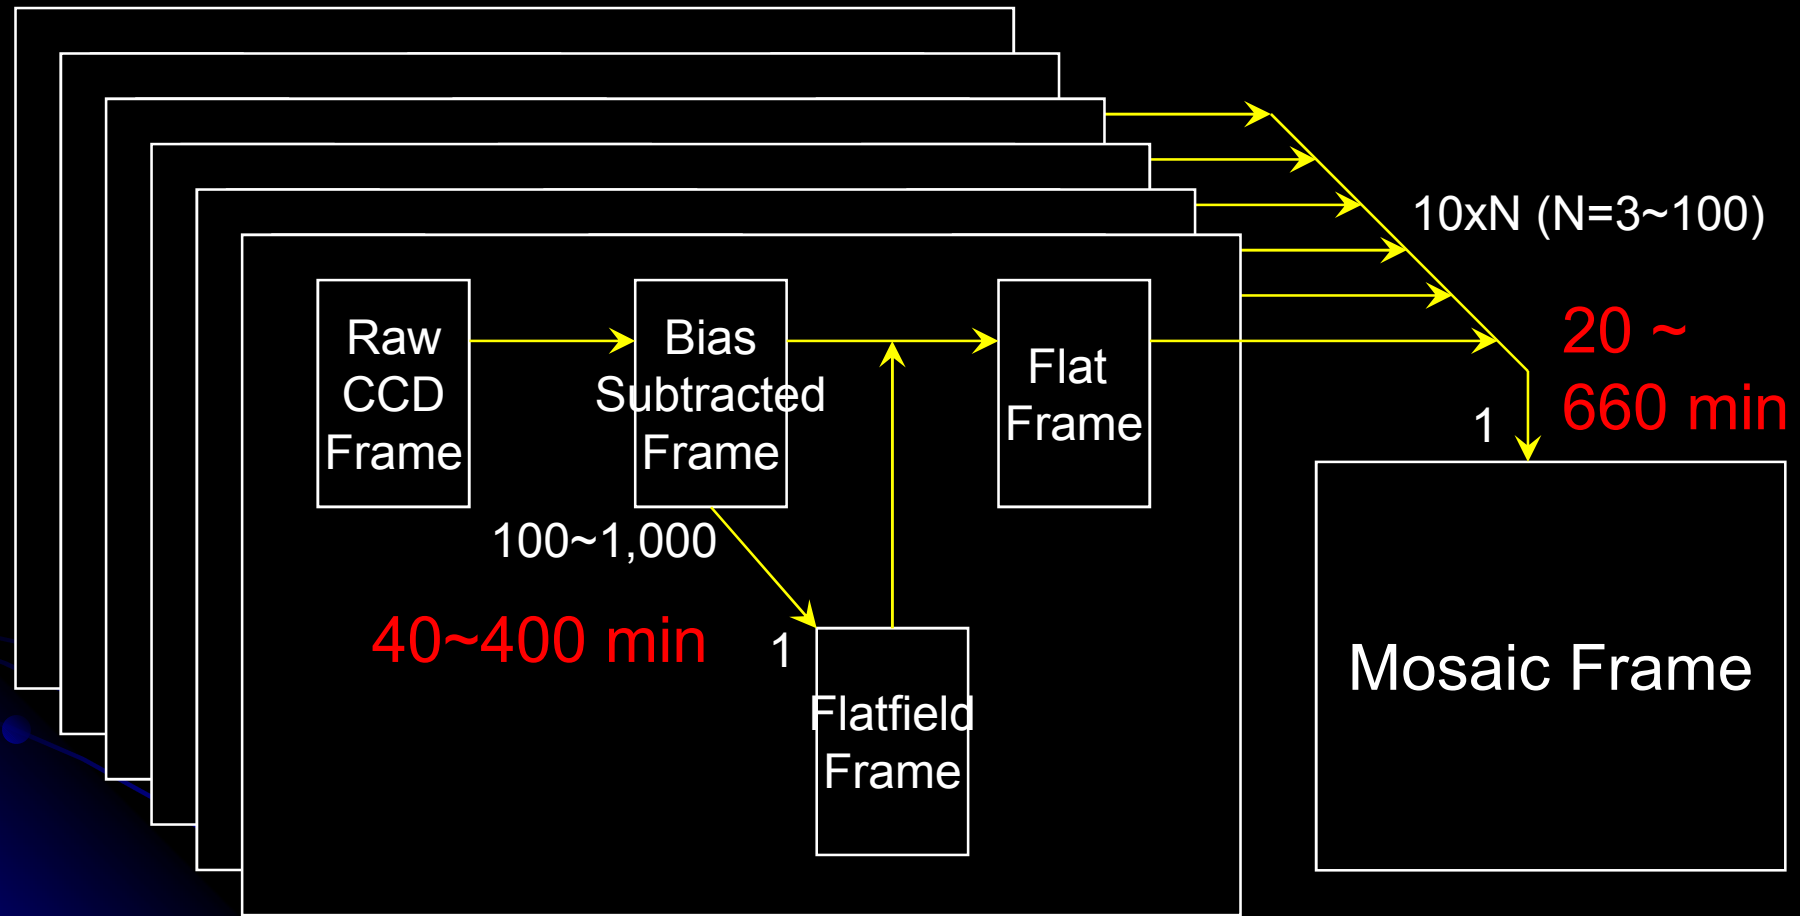 Raw
CCD
Frame
Bias
Subtracted
Frame
Flat
Frame
100~1,000
40~400 min
1
Flatfield
Frame
10xN (N=3~100)
20 ~
660 min
1
Mosaic Frame